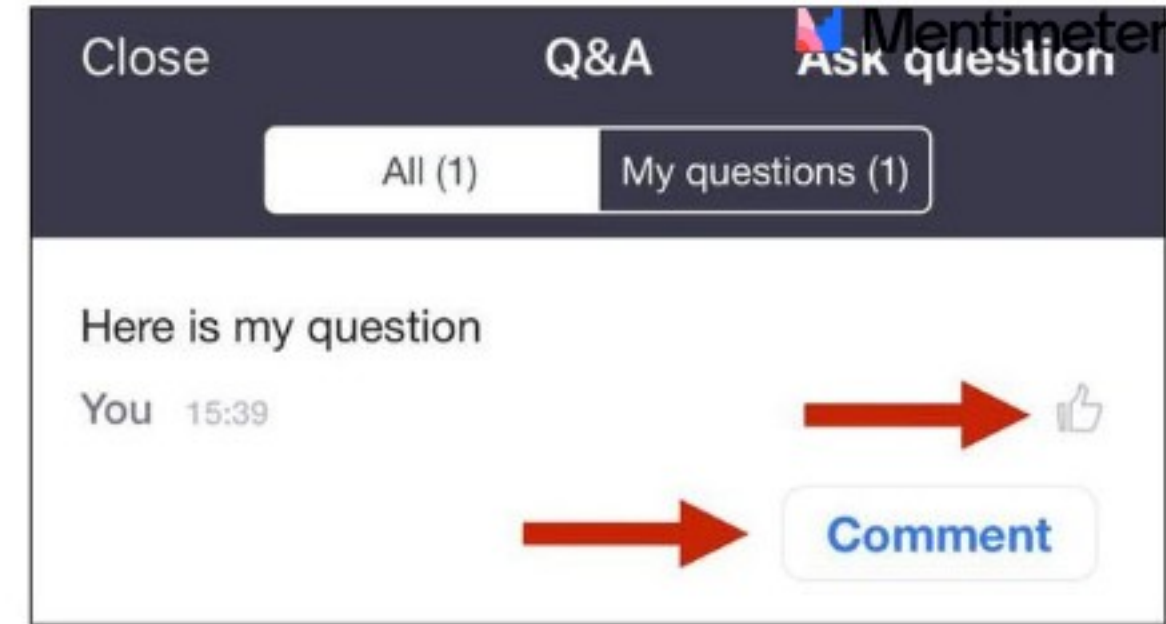 Mentimeter
Close Q&A Ask question
All (1) My questions (1)
Here is my question
You 15:39
Comment